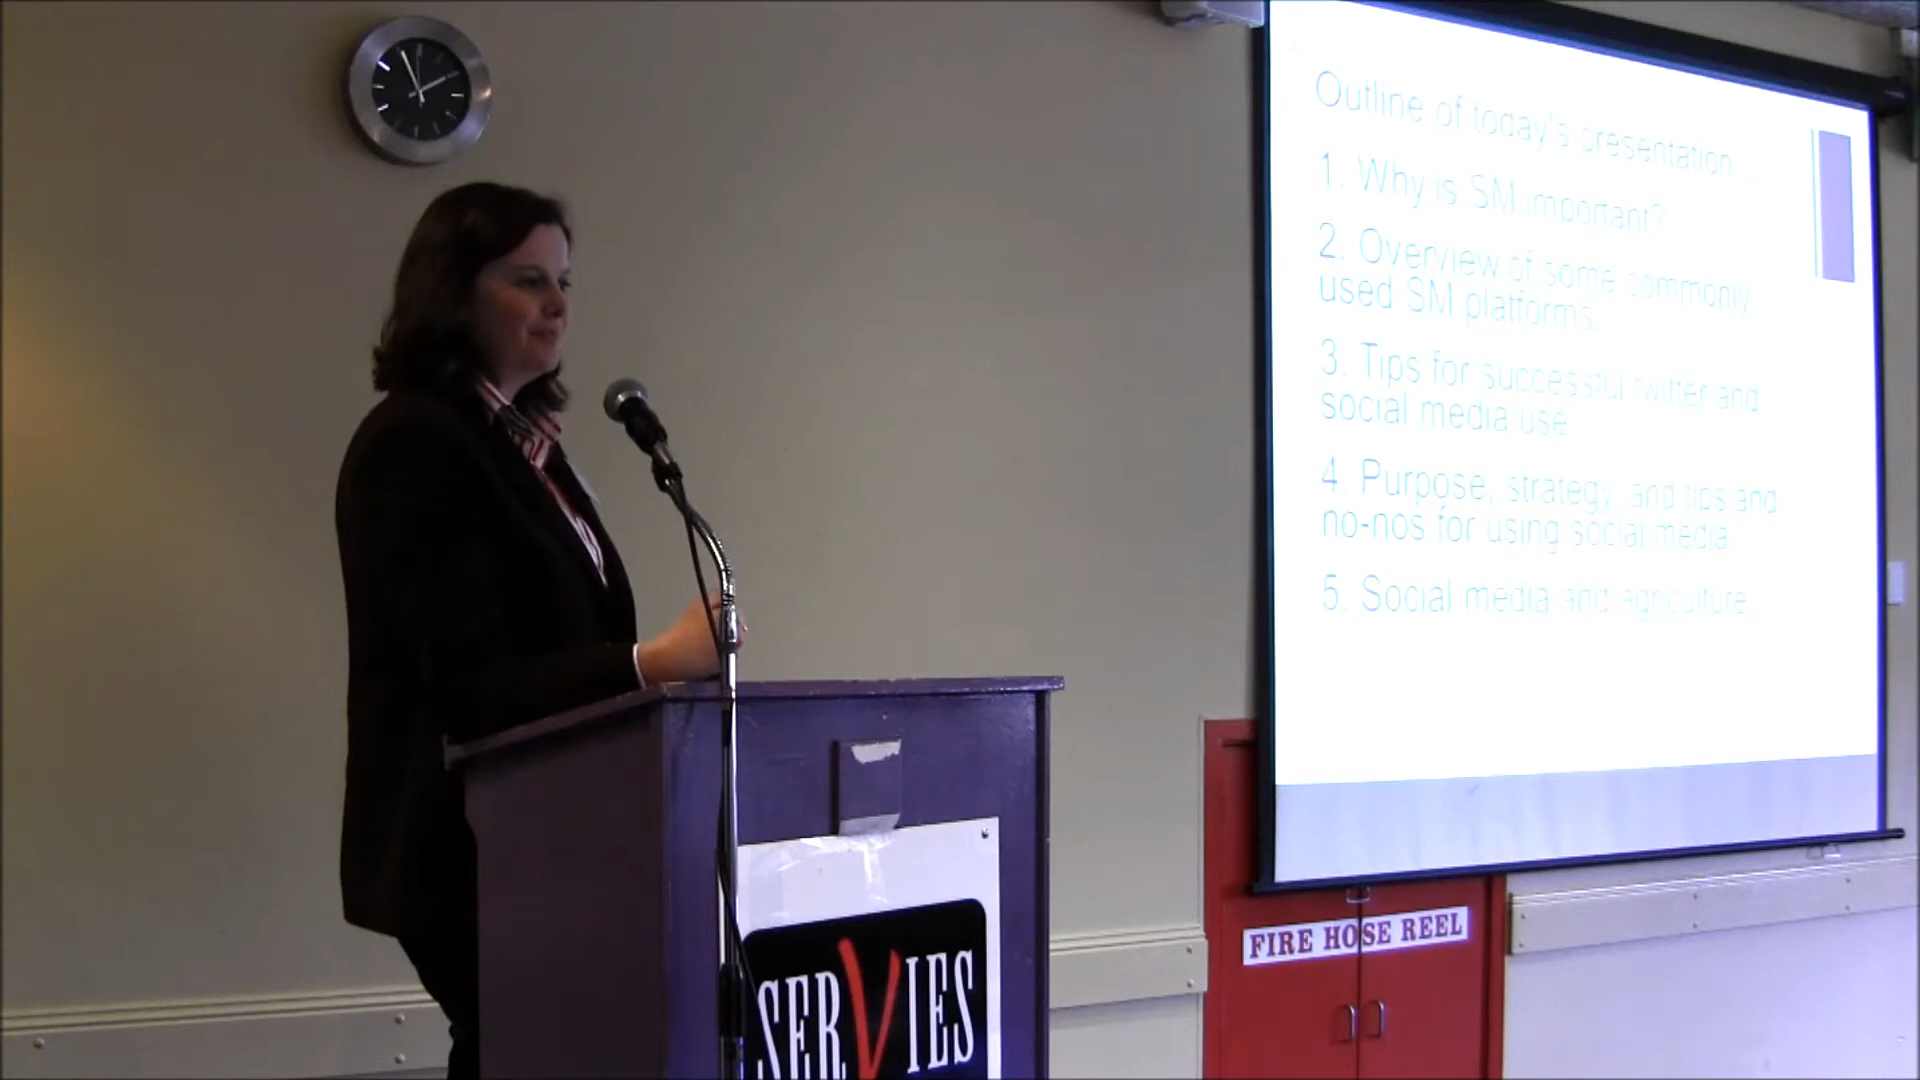 Outline of today's presentation
1. Why is SM important?
2. Overview of some commonly
used SM platforms
3. Tips for successful twitter and
social media use
4. Purpose, strategy, and tips and
no-nos for using social media
5. Social media and agriculture
FIRE HOSE REEL
SERVIES